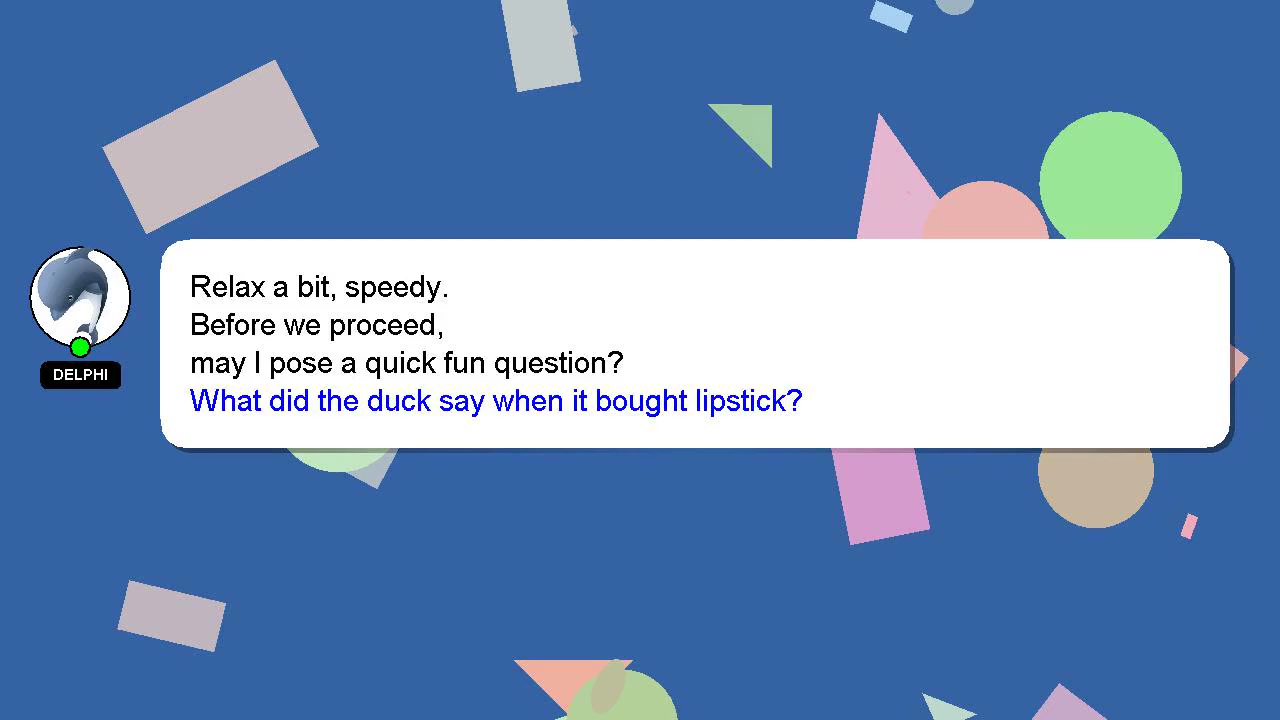 Relax a bit, speedy.
Before we proceed,
may I pose a quick fun question?
What did the duck say when it bought lipstick?
DELPHI